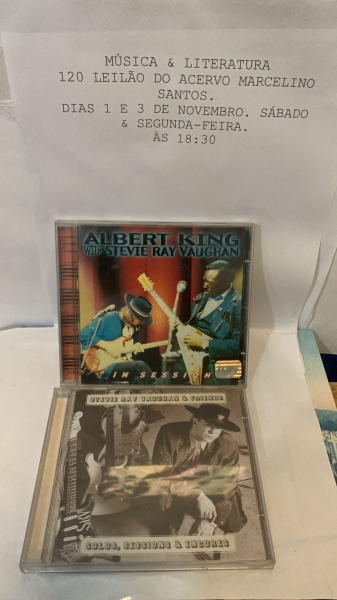 MÚSICA & LITERATURA
120 LEILÃO DO ACERVO MARCELINO
SANTOS.
DIAS 1 E 3 DE NOVEMBRO. SÁBADO
& SEGUNDA-FEIRA.
ÀS 18:30
ALBERT KING
WITH STEVIE RAY VAUGHAN
IN SESSION
STEVIE RAY VAUGHAN & FRIENDS
SOLOS, SESSIONS & ENCORES